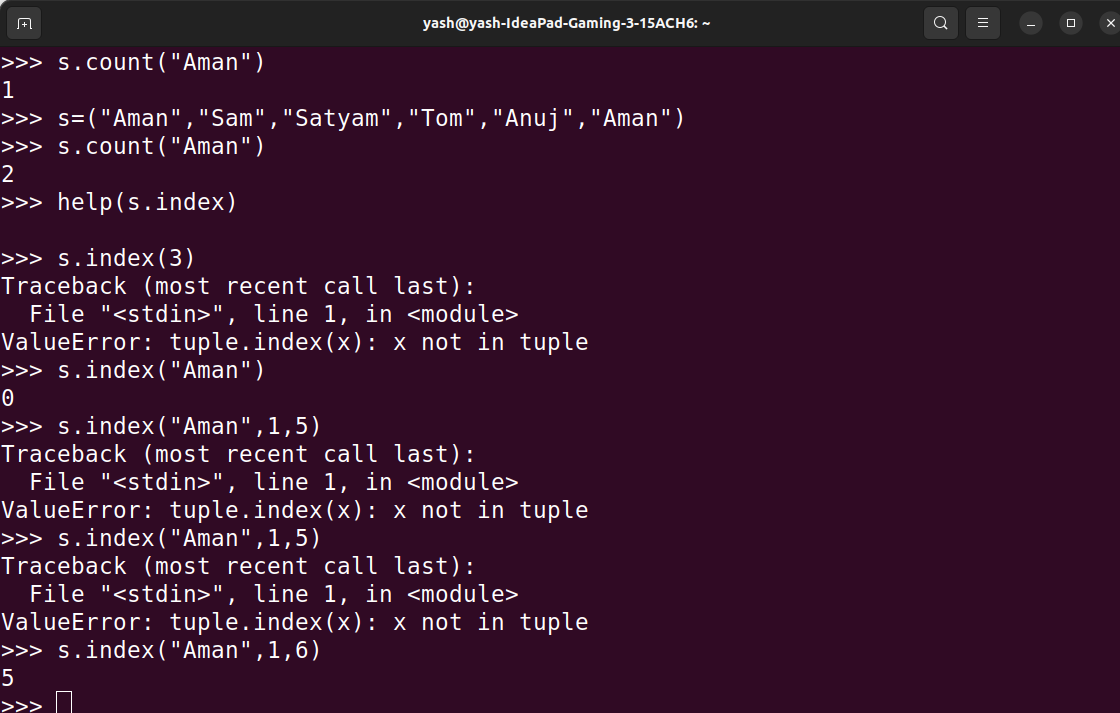 yash@yash-IdeaPad-Gaming-3-15ACH6: ~
>>> s.count("Aman")
1
>>> s=("Aman","Sam","Satyam","Tom","Anuj","Aman")
>>> s.count("Aman")
2
>>> help(s.index)

>>> s.index(3)
Traceback (most recent call last):
  File "<stdin>", line 1, in <module>
ValueError: tuple.index(x): x not in tuple
>>> s.index("Aman")
0
>>> s.index("Aman",1,5)
Traceback (most recent call last):
  File "<stdin>", line 1, in <module>
ValueError: tuple.index(x): x not in tuple
>>> s.index("Aman",1,5)
Traceback (most recent call last):
  File "<stdin>", line 1, in <module>
ValueError: tuple.index(x): x not in tuple
>>> s.index("Aman",1,6)
5
>>>